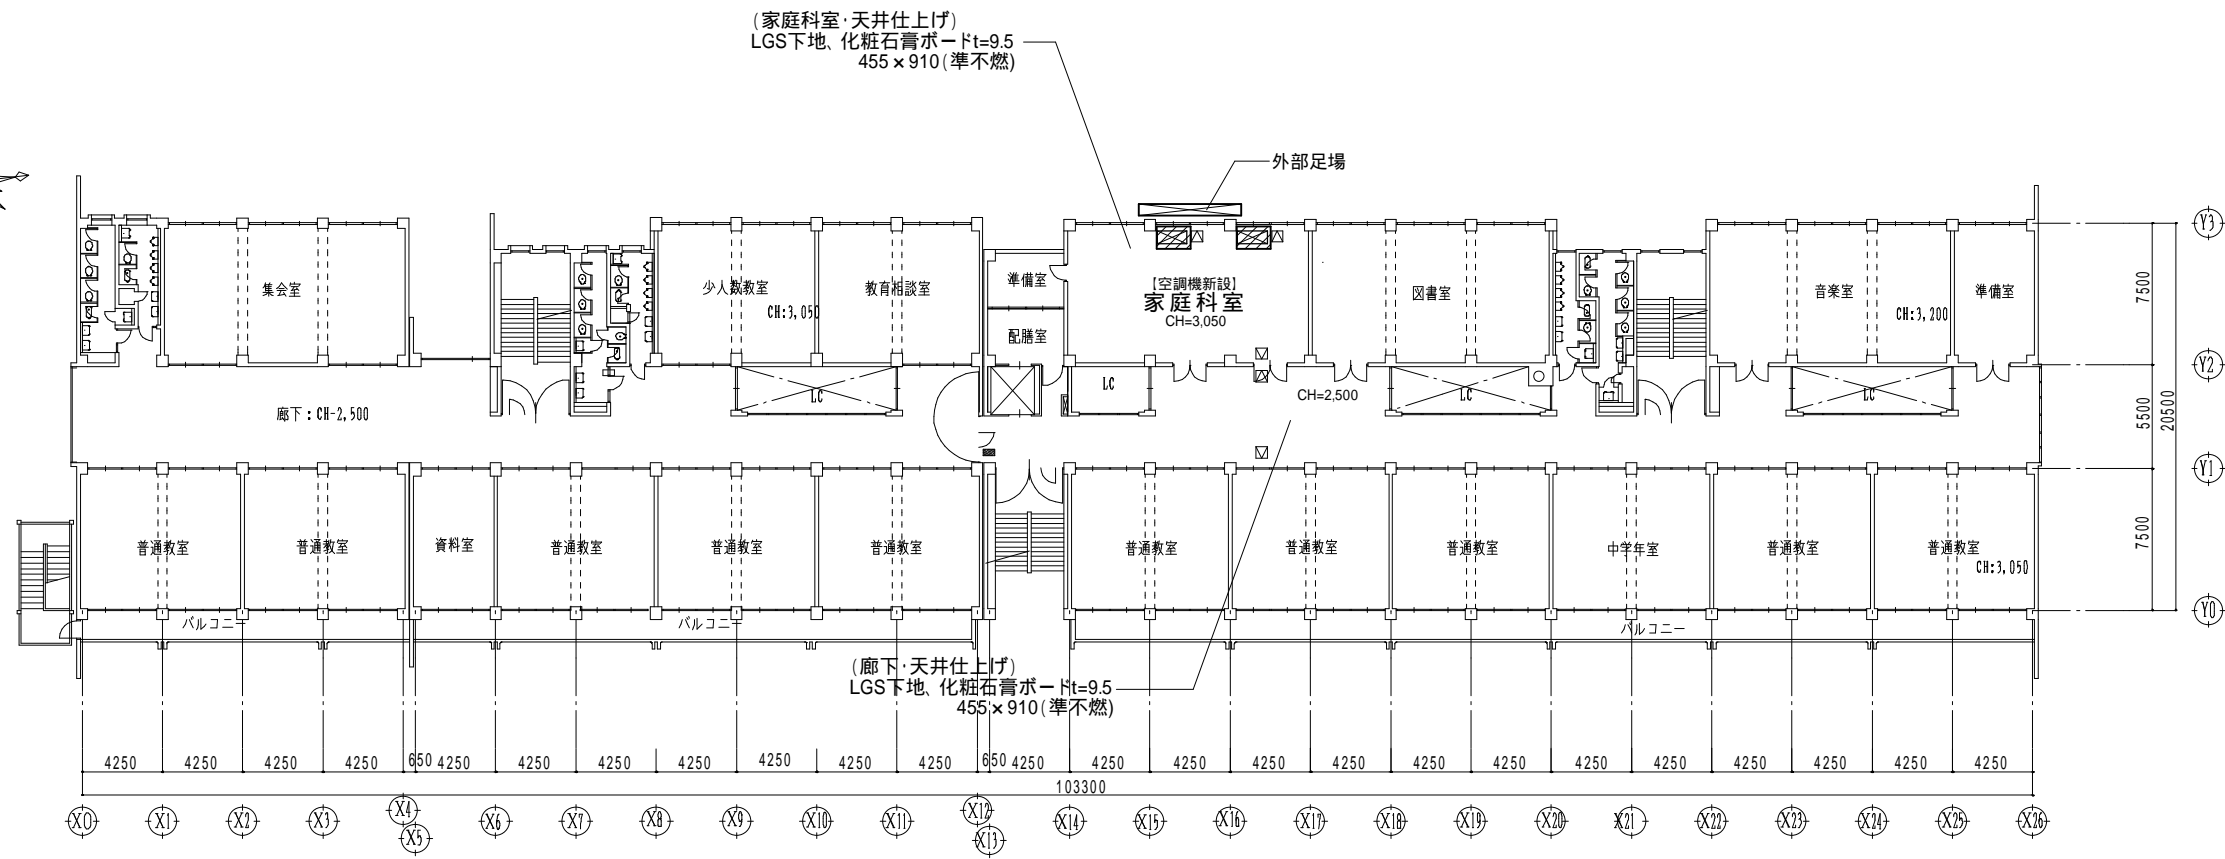 (家庭科室･天井仕上げ)
LGS下地､化粧石膏ボードt=9.5
455×910(準不燃)
外部足場
集会室
少人数教室
CH:3,050
教育相談室
準備室
配膳室
【空調機新設】
家庭科室
CH=3,050
図書室
音楽室
CH:3,200
準備室
廊下：CH-2,500
LC
LC
CH=2,500
LC
LC
普通教室
普通教室
資料室
普通教室
普通教室
普通教室
普通教室
普通教室
普通教室
中学年室
普通教室
普通教室
CH:3,050
バルコニー
バルコニー
バルコニー
(廊下･天井仕上げ)
LGS下地､化粧石膏ボードt=9.5
455×910(準不燃)
Y3
7500
Y2
5500
20500
Y1
7500
Y0
4250 4250 4250 4250 650 4250 4250 4250 4250 4250 4250 4250 650 4250 4250 4250 4250 4250 4250 4250 4250 4250 4250 4250 4250 4250
103300
X0 X1 X2 X3 X4 X5 X6 X7 X8 X9 X10 X11 X12 X13 X14 X15 X16 X17 X18 X19 X20 X21 X22 X23 X24 X25 X26